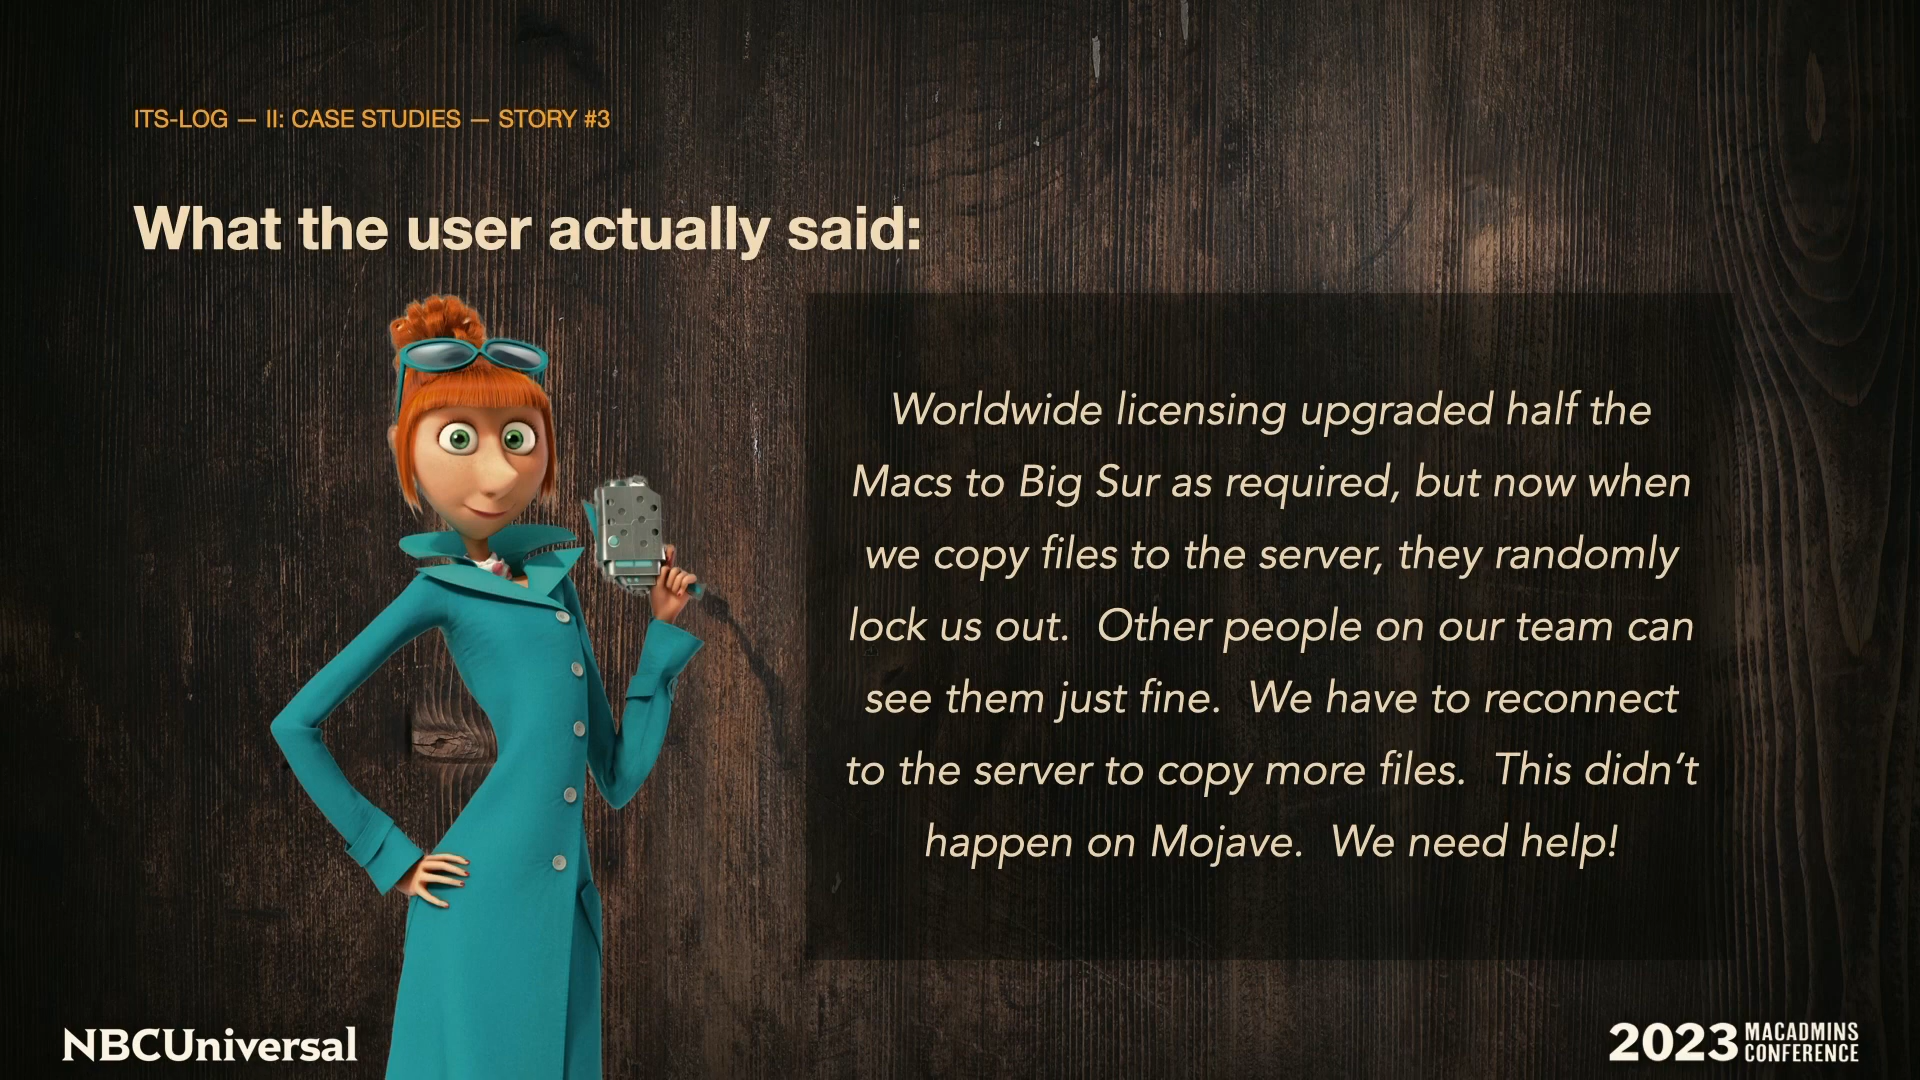 ITS-LOG — II: CASE STUDIES — STORY #3
What the user actually said:
Worldwide licensing upgraded half the
Macs to Big Sur as required, but now when
we copy files to the server, they randomly
lock us out.  Other people on our team can
see them just fine.  We have to reconnect
to the server to copy more files.  This didn’t
happen on Mojave.  We need help!
NBCUniversal
2023 MACADMINS
CONFERENCE